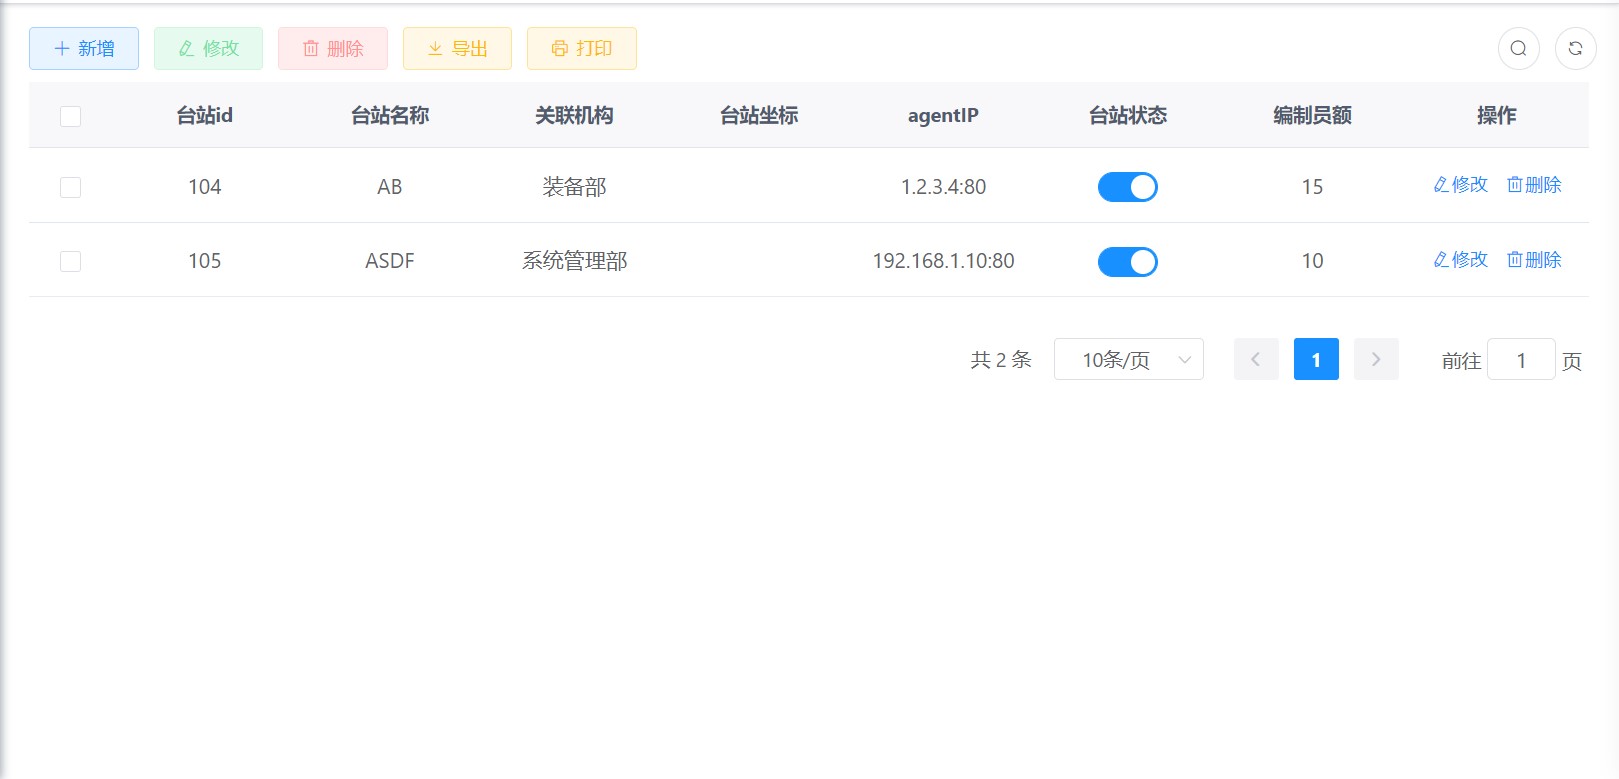 新增 修改 删除 导出 打印
台站id 台站名称 关联机构 台站坐标 agentIP 台站状态 编制员额 操作
104 AB 装备部 1.2.3.4:80 15 修改 删除
105 ASDF 系统管理部 192.168.1.10:80 10 修改 删除
共 2 条 10条/页 1 前往 1 页